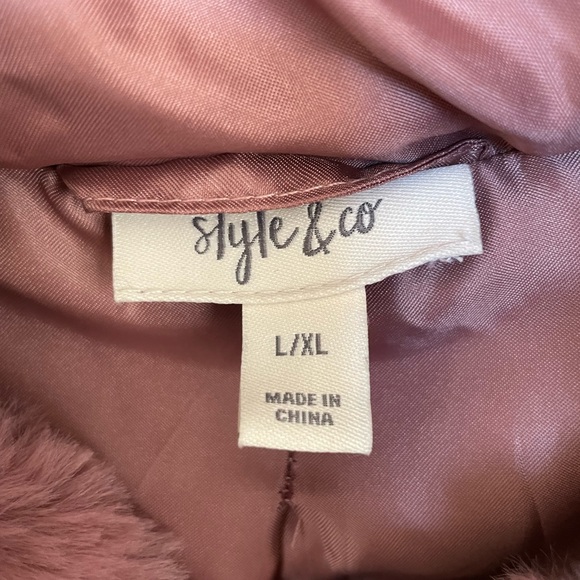 style & co
L/XL
MADE IN
CHINA